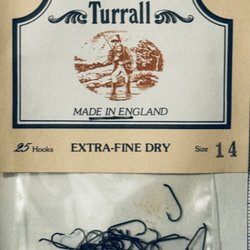 Turrall
MADE IN ENGLAND
25 Hooks EXTRA-FINE DRY Size 14